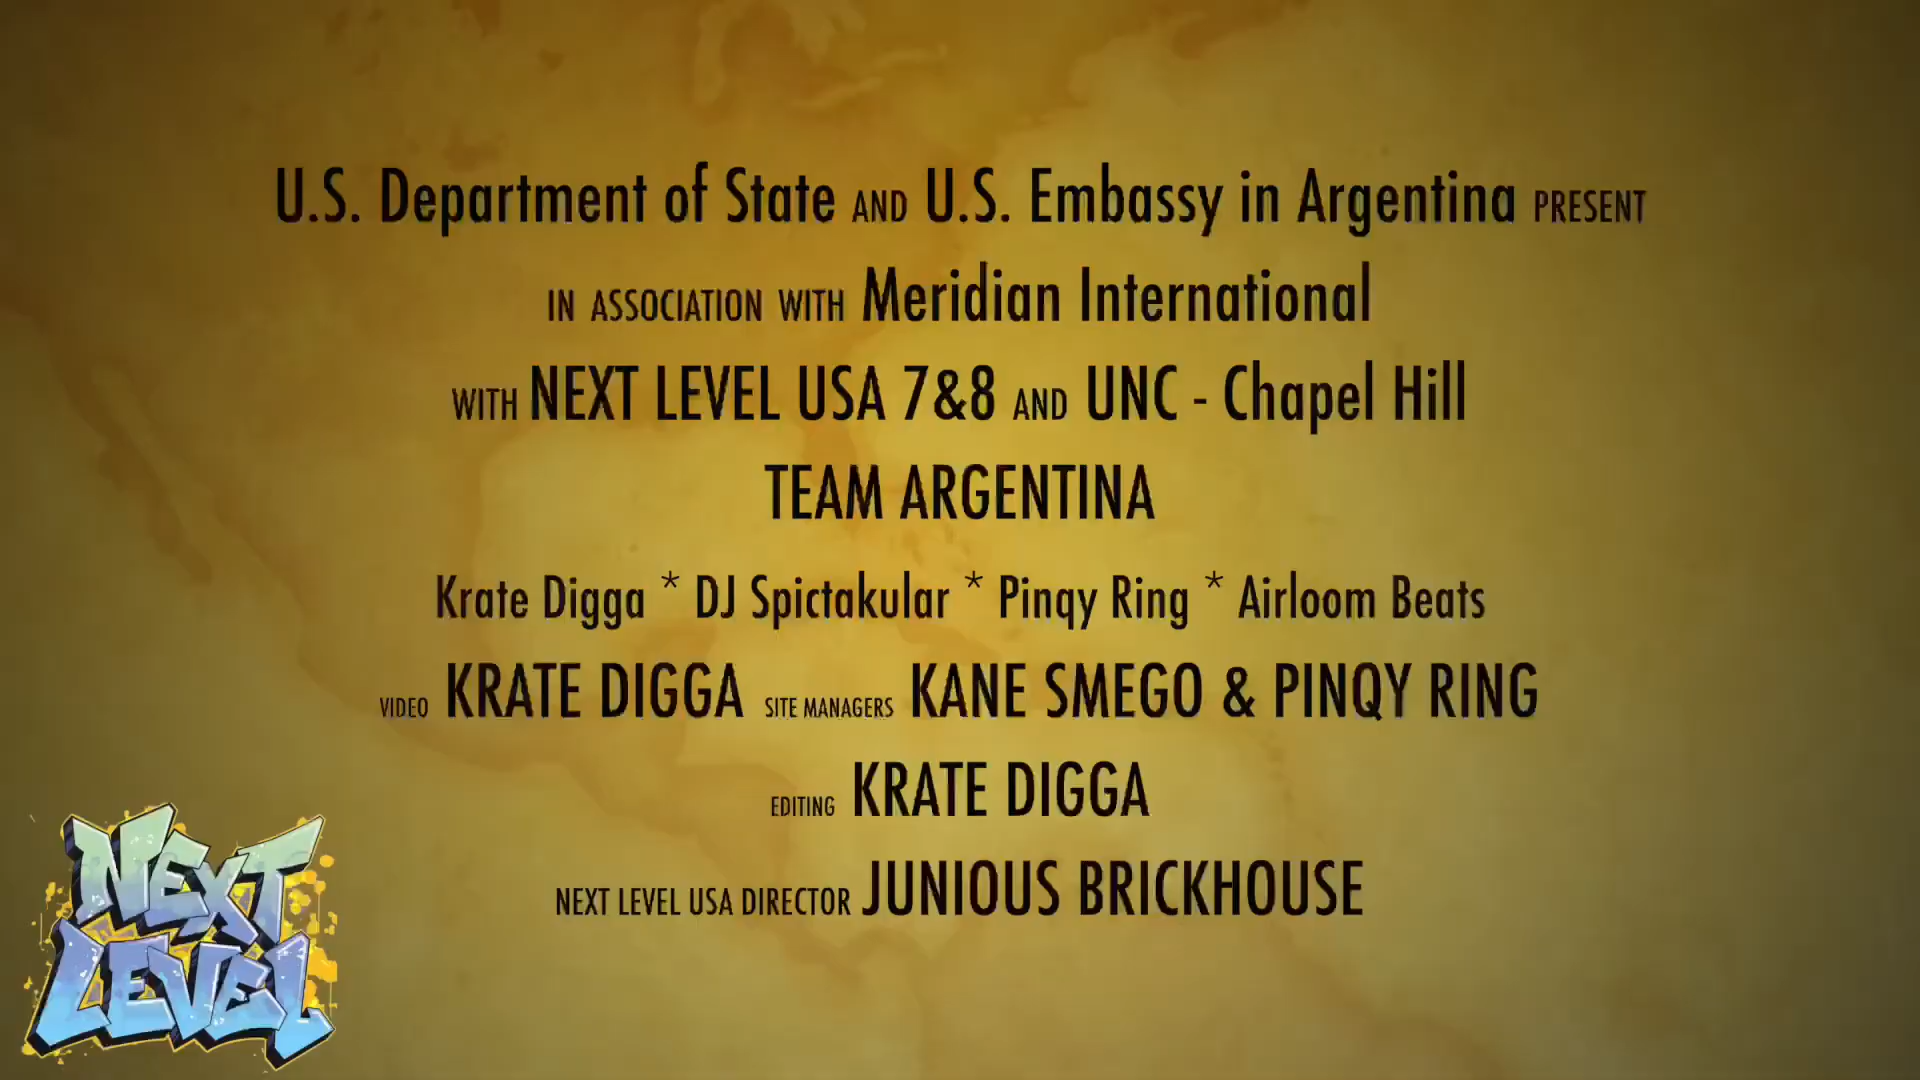 U.S. Department of State AND U.S. Embassy in Argentina PRESENT
IN ASSOCIATION WITH Meridian International
WITH NEXT LEVEL USA 7&8 AND UNC - Chapel Hill
TEAM ARGENTINA
Krate Digga * DJ Spictakular * Pinqy Ring * Airloom Beats
VIDEO KRATE DIGGA SITE MANAGERS KANE SMEGO & PINQY RING
EDITING KRATE DIGGA
NEXT LEVEL USA DIRECTOR JUNIOUS BRICKHOUSE
NEXT
LEVEL